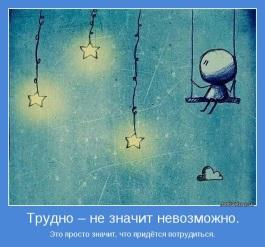 Трудно – не значит невозможно.
Это просто значит, что придётся потрудиться.